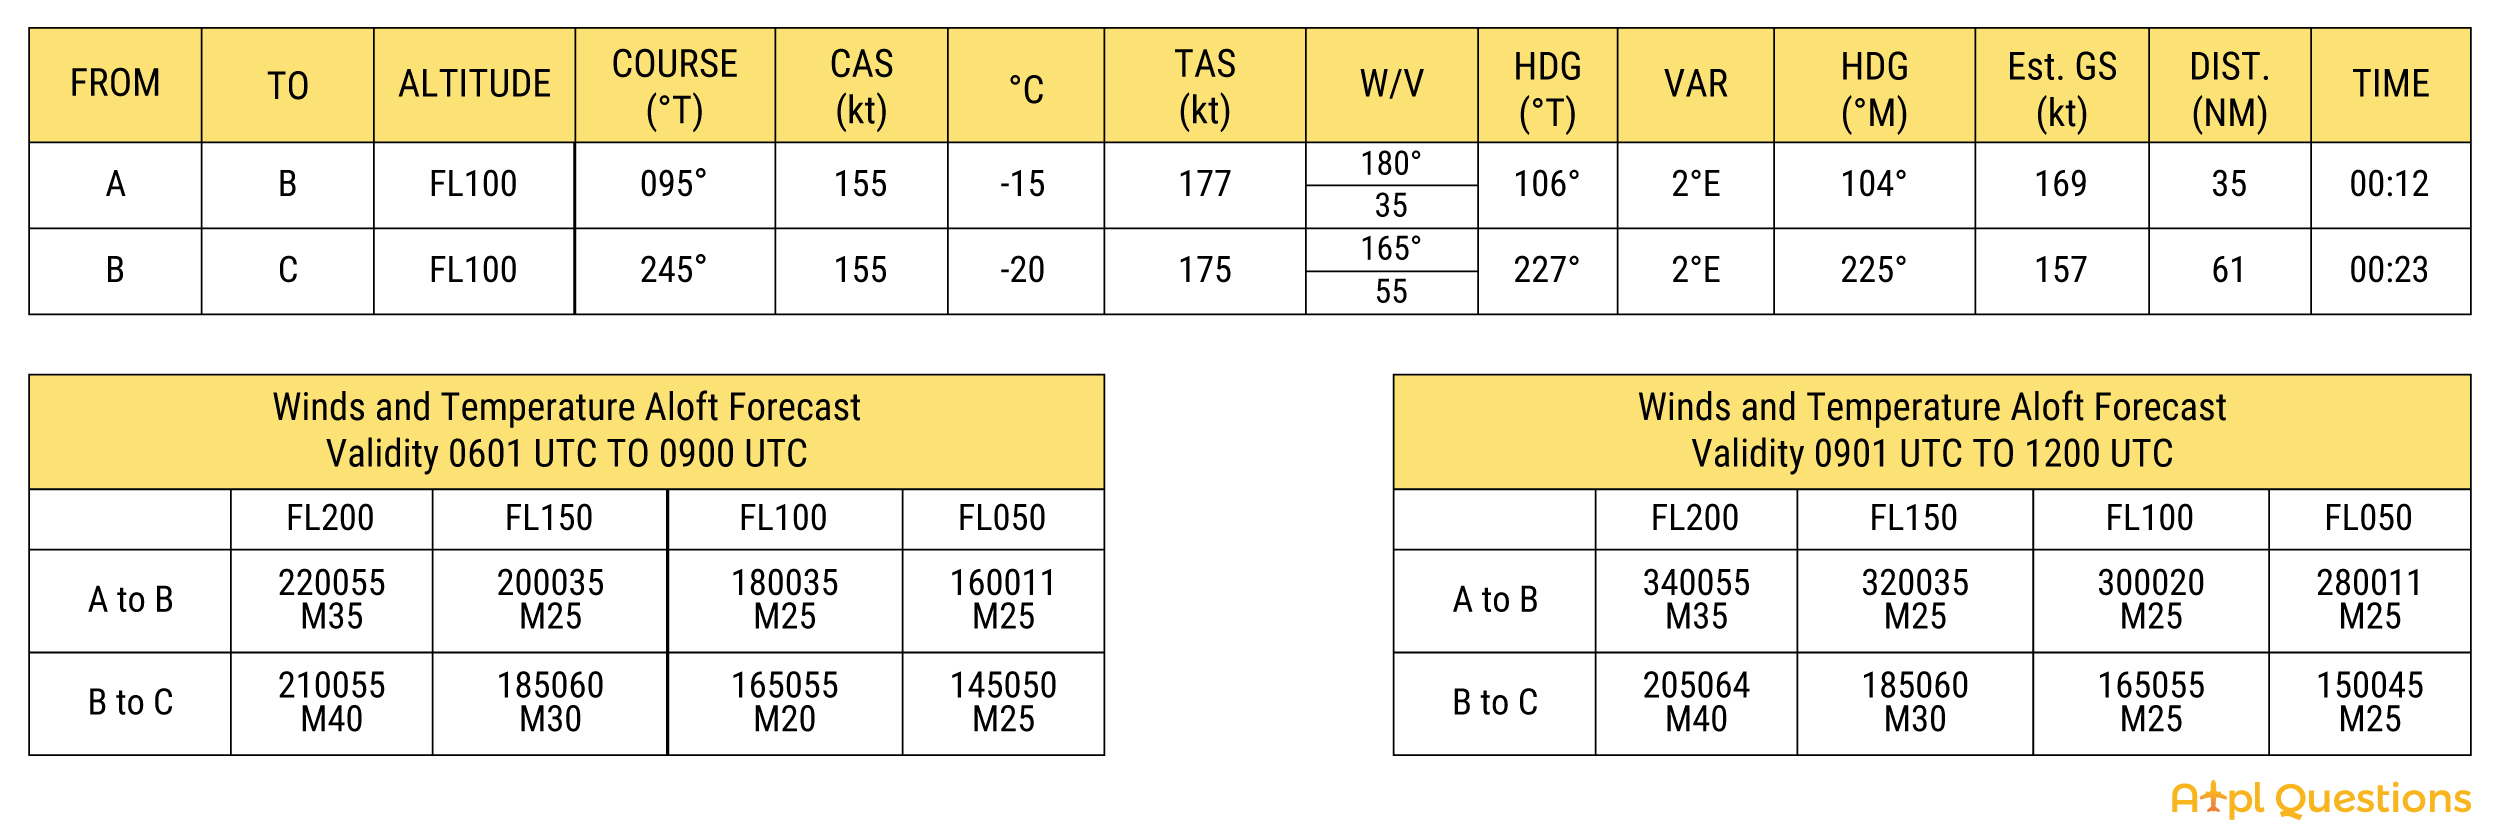 FROM TO ALTITUDE COURSE (°T) CAS (kt) °C TAS (kt) W/V HDG (°T) VAR HDG (°M) Est. GS (kt) DIST. (NM) TIME
A B FL100 095° 155 -15 177 180° 35 106° 2°E 104° 169 35 00:12
B C FL100 245° 155 -20 175 165° 55 227° 2°E 225° 157 61 00:23
Winds and Temperature Aloft Forecast
Validity 0601 UTC TO 0900 UTC
FL200 FL150 FL100 FL050
A to B 220055 M35 200035 M25 180035 M25 160011 M25
B to C 210055 M40 185060 M30 165055 M20 145050 M25
Winds and Temperature Aloft Forecast
Validity 0901 UTC TO 1200 UTC
FL200 FL150 FL100 FL050
A to B 340055 M35 320035 M25 300020 M25 280011 M25
B to C 205064 M40 185060 M30 165055 M25 150045 M25
Atpl Questions